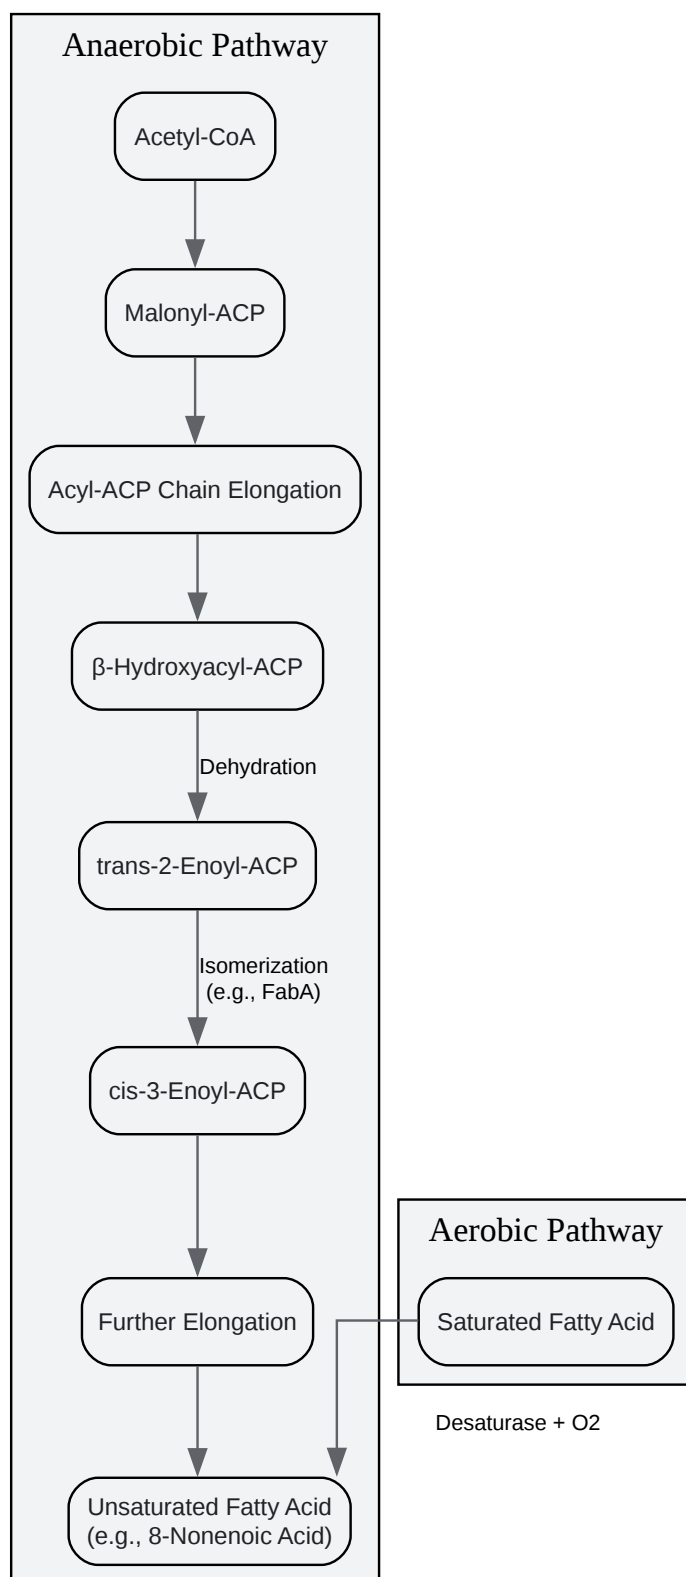 Anaerobic Pathway
Acetyl-CoA
Malonyl-ACP
Acyl-ACP Chain Elongation
β-Hydroxyacyl-ACP
Dehydration
trans-2-Enoyl-ACP
Isomerization
(e.g., FabA)
cis-3-Enoyl-ACP
Further Elongation
Aerobic Pathway
Saturated Fatty Acid
Desaturase + O2
Unsaturated Fatty Acid
(e.g., 8-Nonenoic Acid)